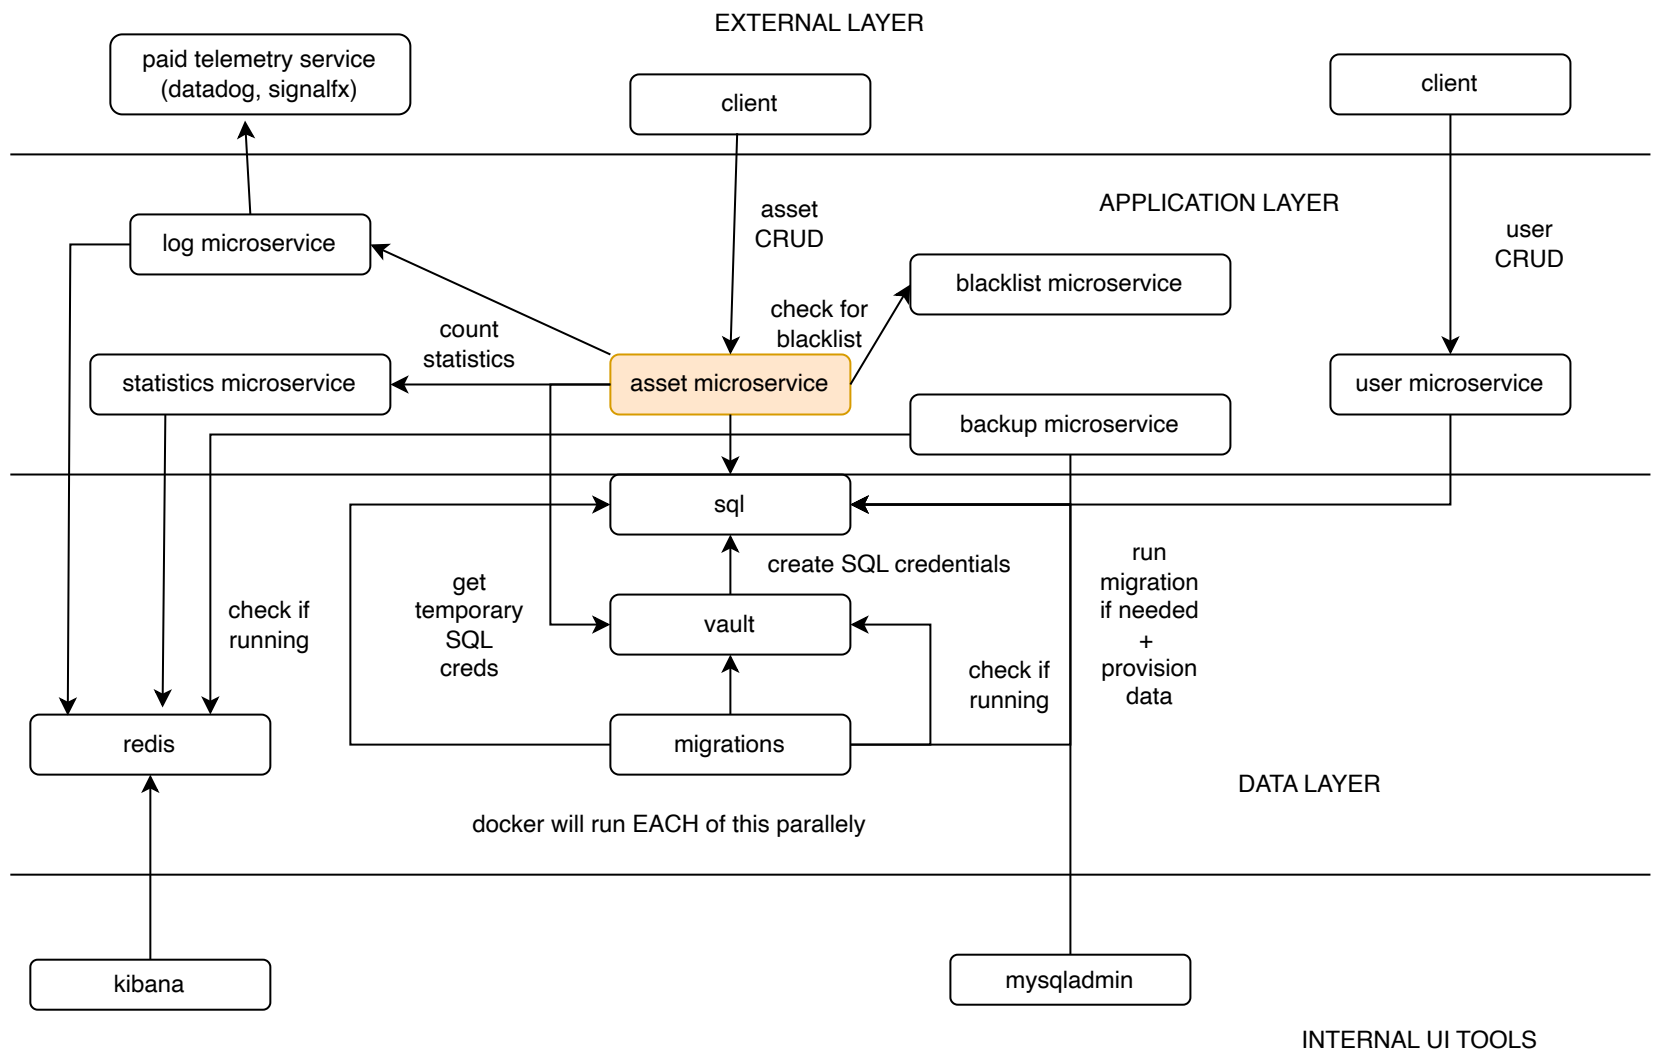 EXTERNAL LAYER
paid telemetry service
(datadog, signalfx)
client
client
APPLICATION LAYER
asset
CRUD
user
CRUD
log microservice
blacklist microservice
check for
blacklist
count
statistics
statistics microservice
asset microservice
user microservice
backup microservice
sql
create SQL credentials
run
migration
if needed
+
provision
data
get
temporary
SQL
creds
check if
running
vault
check if
running
redis
migrations
DATA LAYER
docker will run EACH of this parallely
kibana
mysqladmin
INTERNAL UI TOOLS